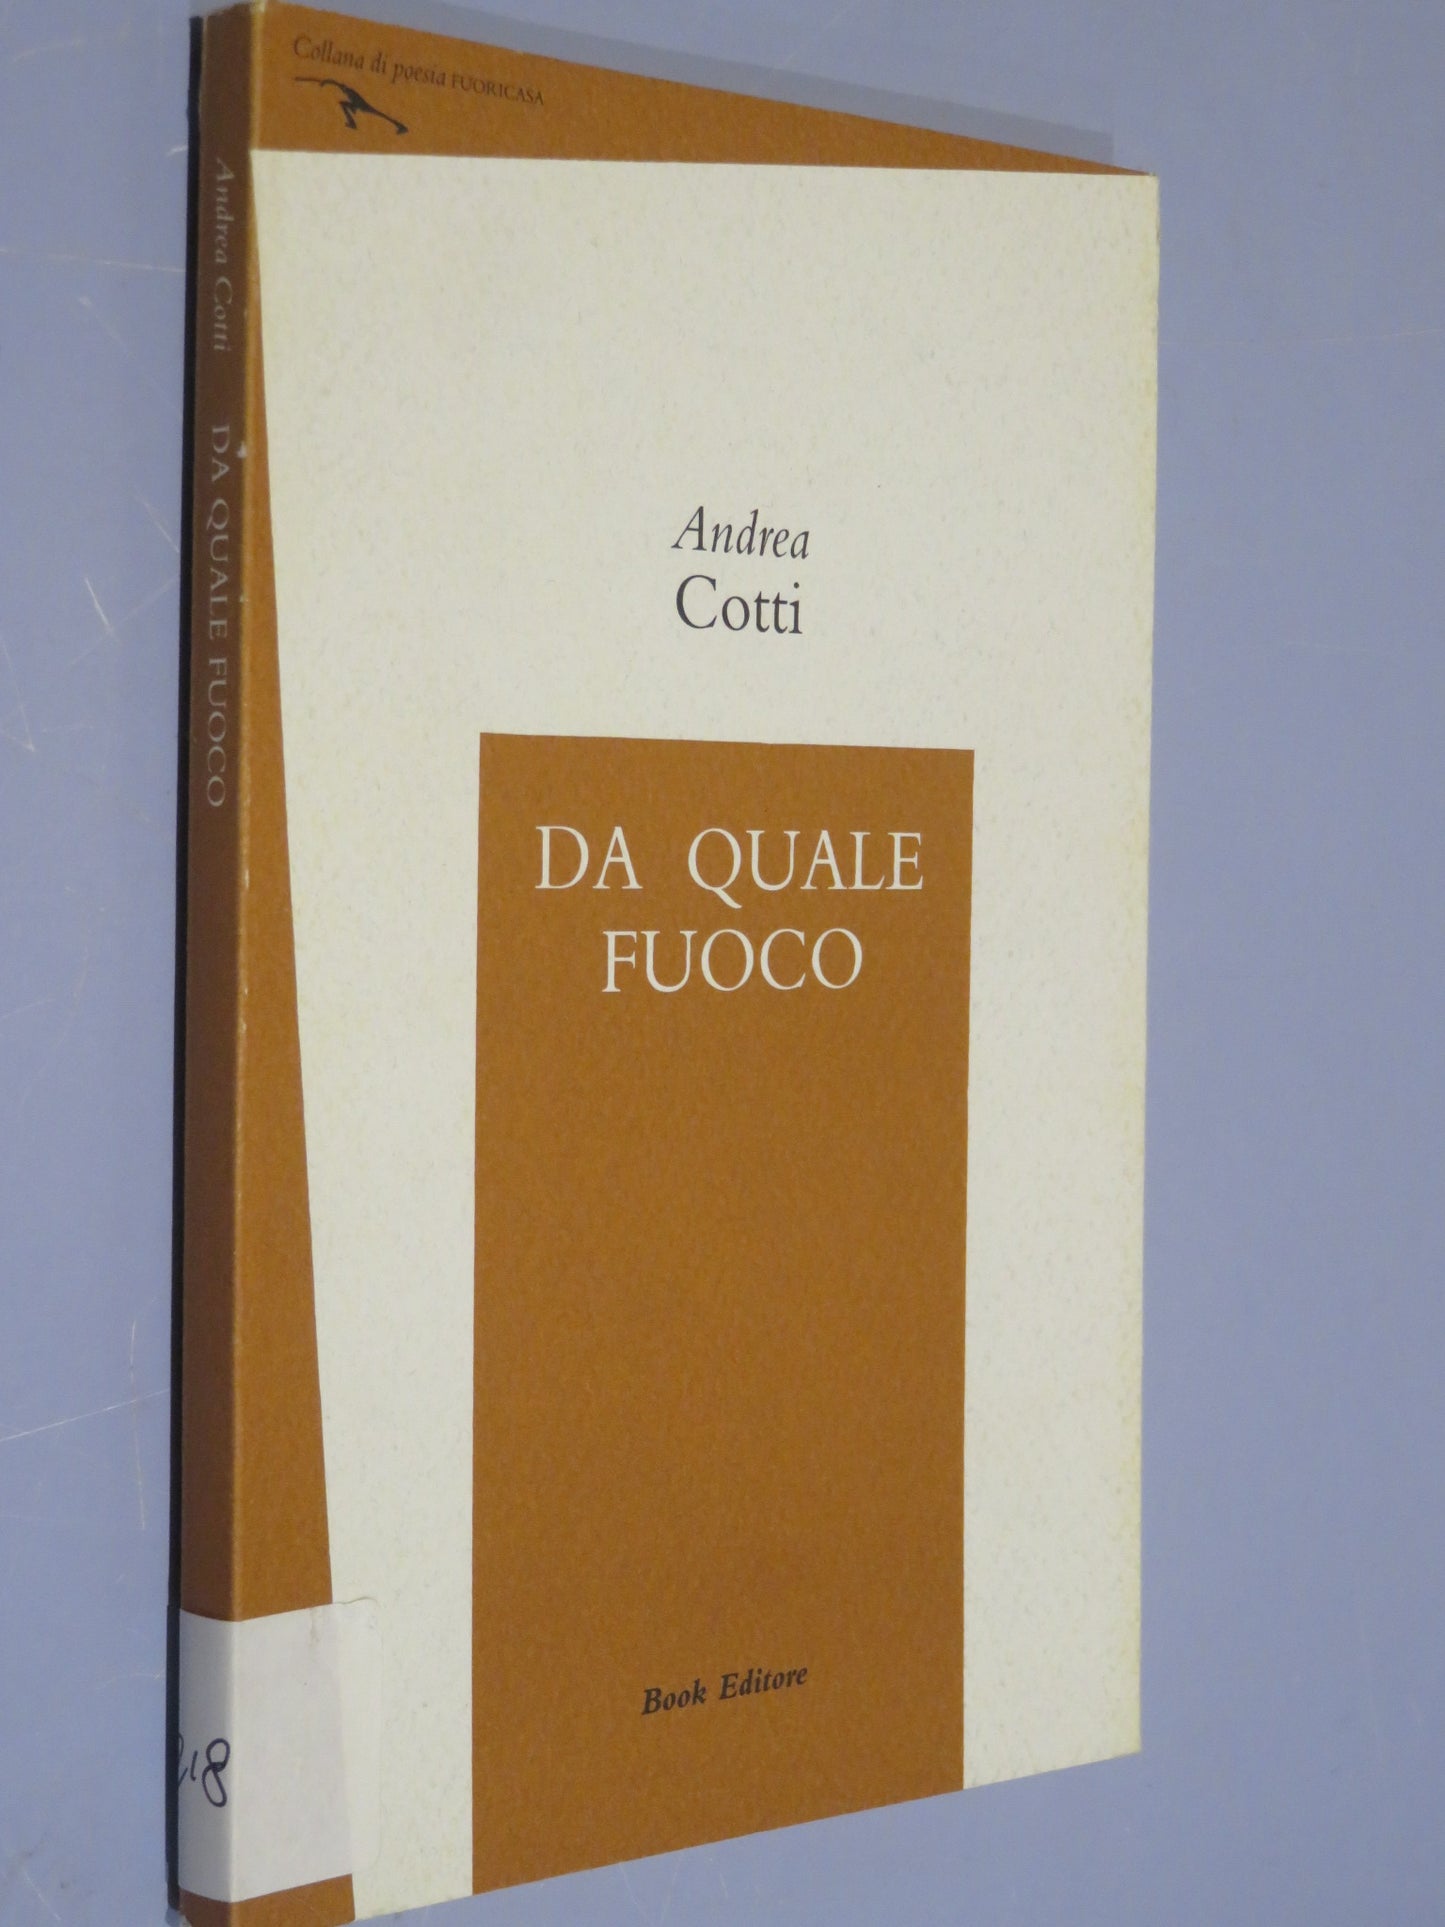 Collana di poesia FUORICASA
Andrea Cotti DA QUALE FUOCO
Andrea
Cotti
DA QUALE
FUOCO
Book Editore